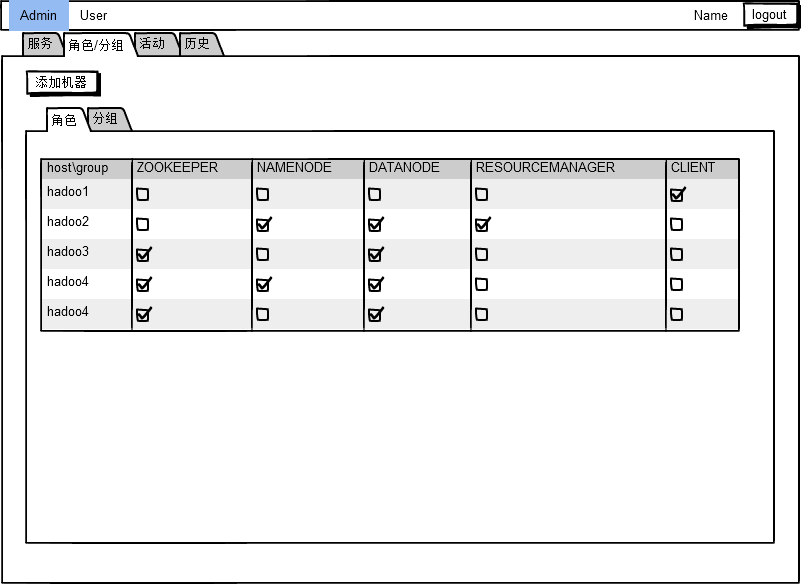 Admin User Name logout
服务 角色/分组 活动 历史
添加机器
角色 分组
host\group ZOOKEEPER NAMENODE DATANODE RESOURCEMANAGER CLIENT
hadoo1
hadoo2
hadoo3
hadoo4
hadoo4